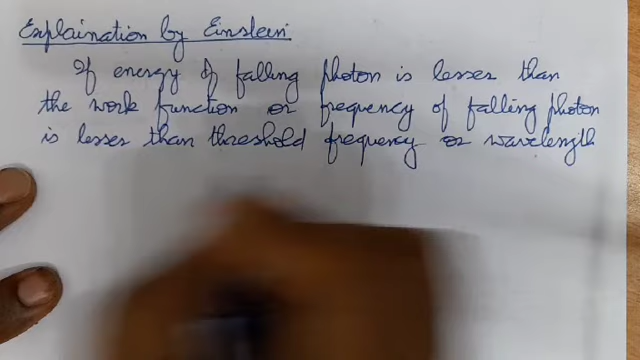 Explaination by Einstein.
If energy of falling photon is lesser than
the work function or frequency of falling photon
is lesser than threshold frequency or wavelength